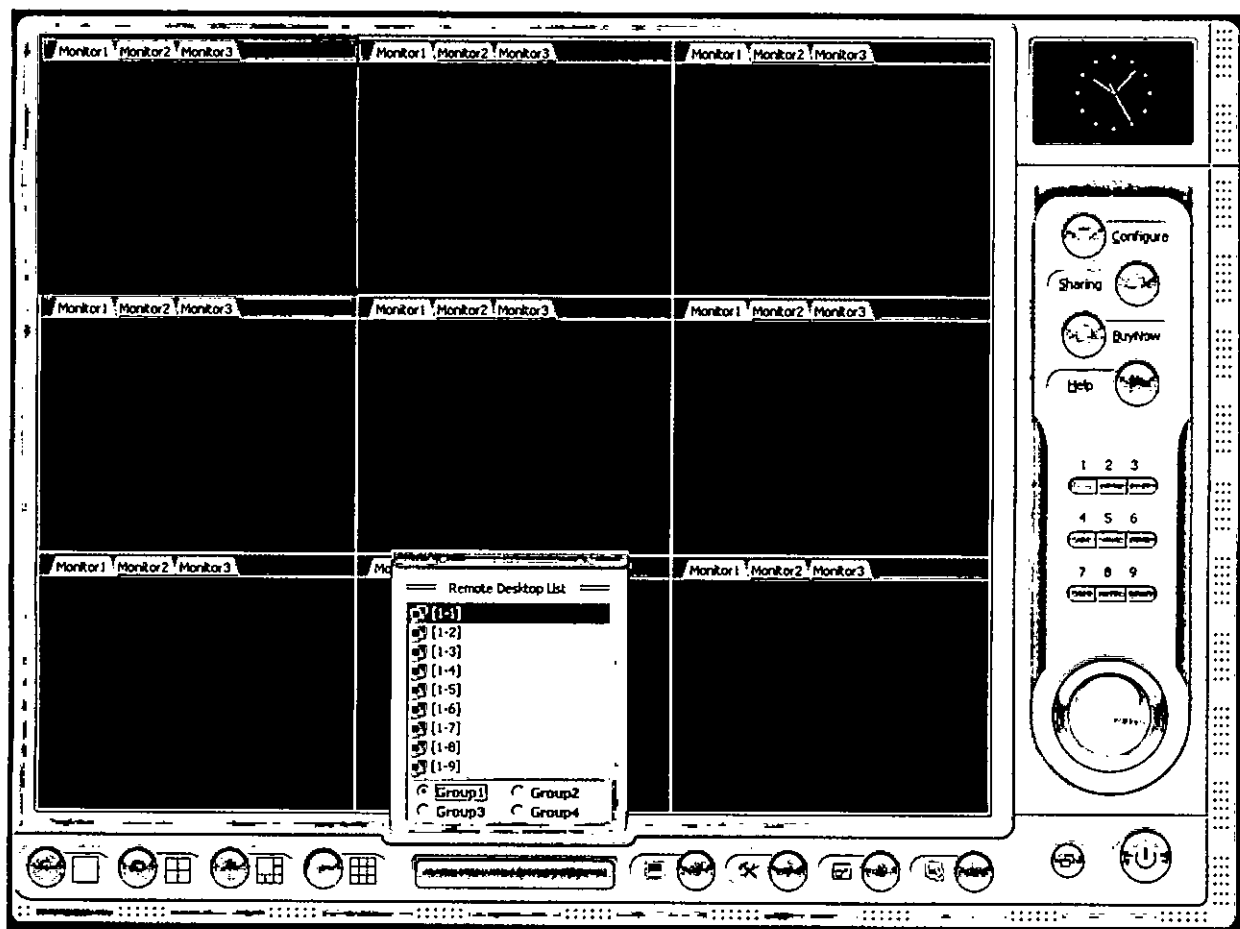 Monitor1 Monitor2 Monitor3 Monitor1 Monitor2 Monitor3 Monitor1 Monitor2 Monitor3
Configure
Sharing
BuyNow
Help
Monitor1 Monitor2 Monitor3 Monitor1 Monitor2 Monitor3 Monitor1 Monitor2 Monitor3
1 2 3
4 5 6
7 8 9
Monitor1 Monitor2 Monitor3 Mo Monitor1 Monitor2 Monitor3
Remote Desktop List
[1-1]
[1-2]
[1-3]
[1-4]
[1-5]
[1-6]
[1-7]
[1-8]
[1-9]
Group1 Group2
Group3 Group4